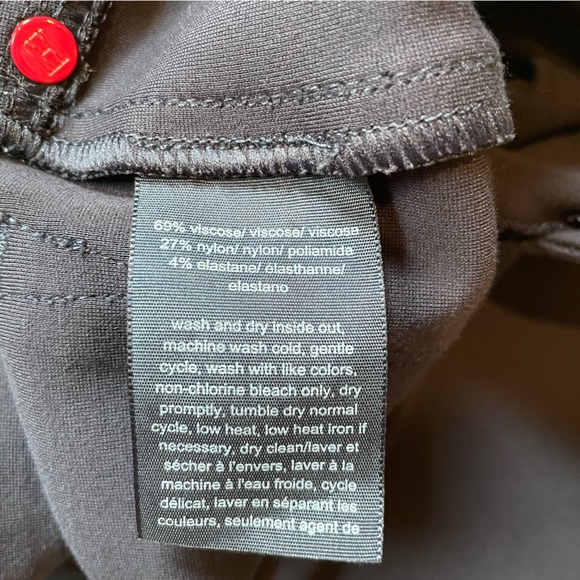 69% viscose/ viscose/ viscosa
27% nylon/ nylon/ poliamida
4% elastane/ élasthanne/
elastano
wash and dry inside out,
machine wash cold, gentle
cycle, wash with like colors,
non-chlorine bleach only, dry
promptly, tumble dry normal
cycle, low heat, low heat iron if
necessary, dry clean/laver et
sécher à l'envers, laver à la
machine à l'eau froide, cycle
délicat, laver en séparant les
couleurs, seulement agent de